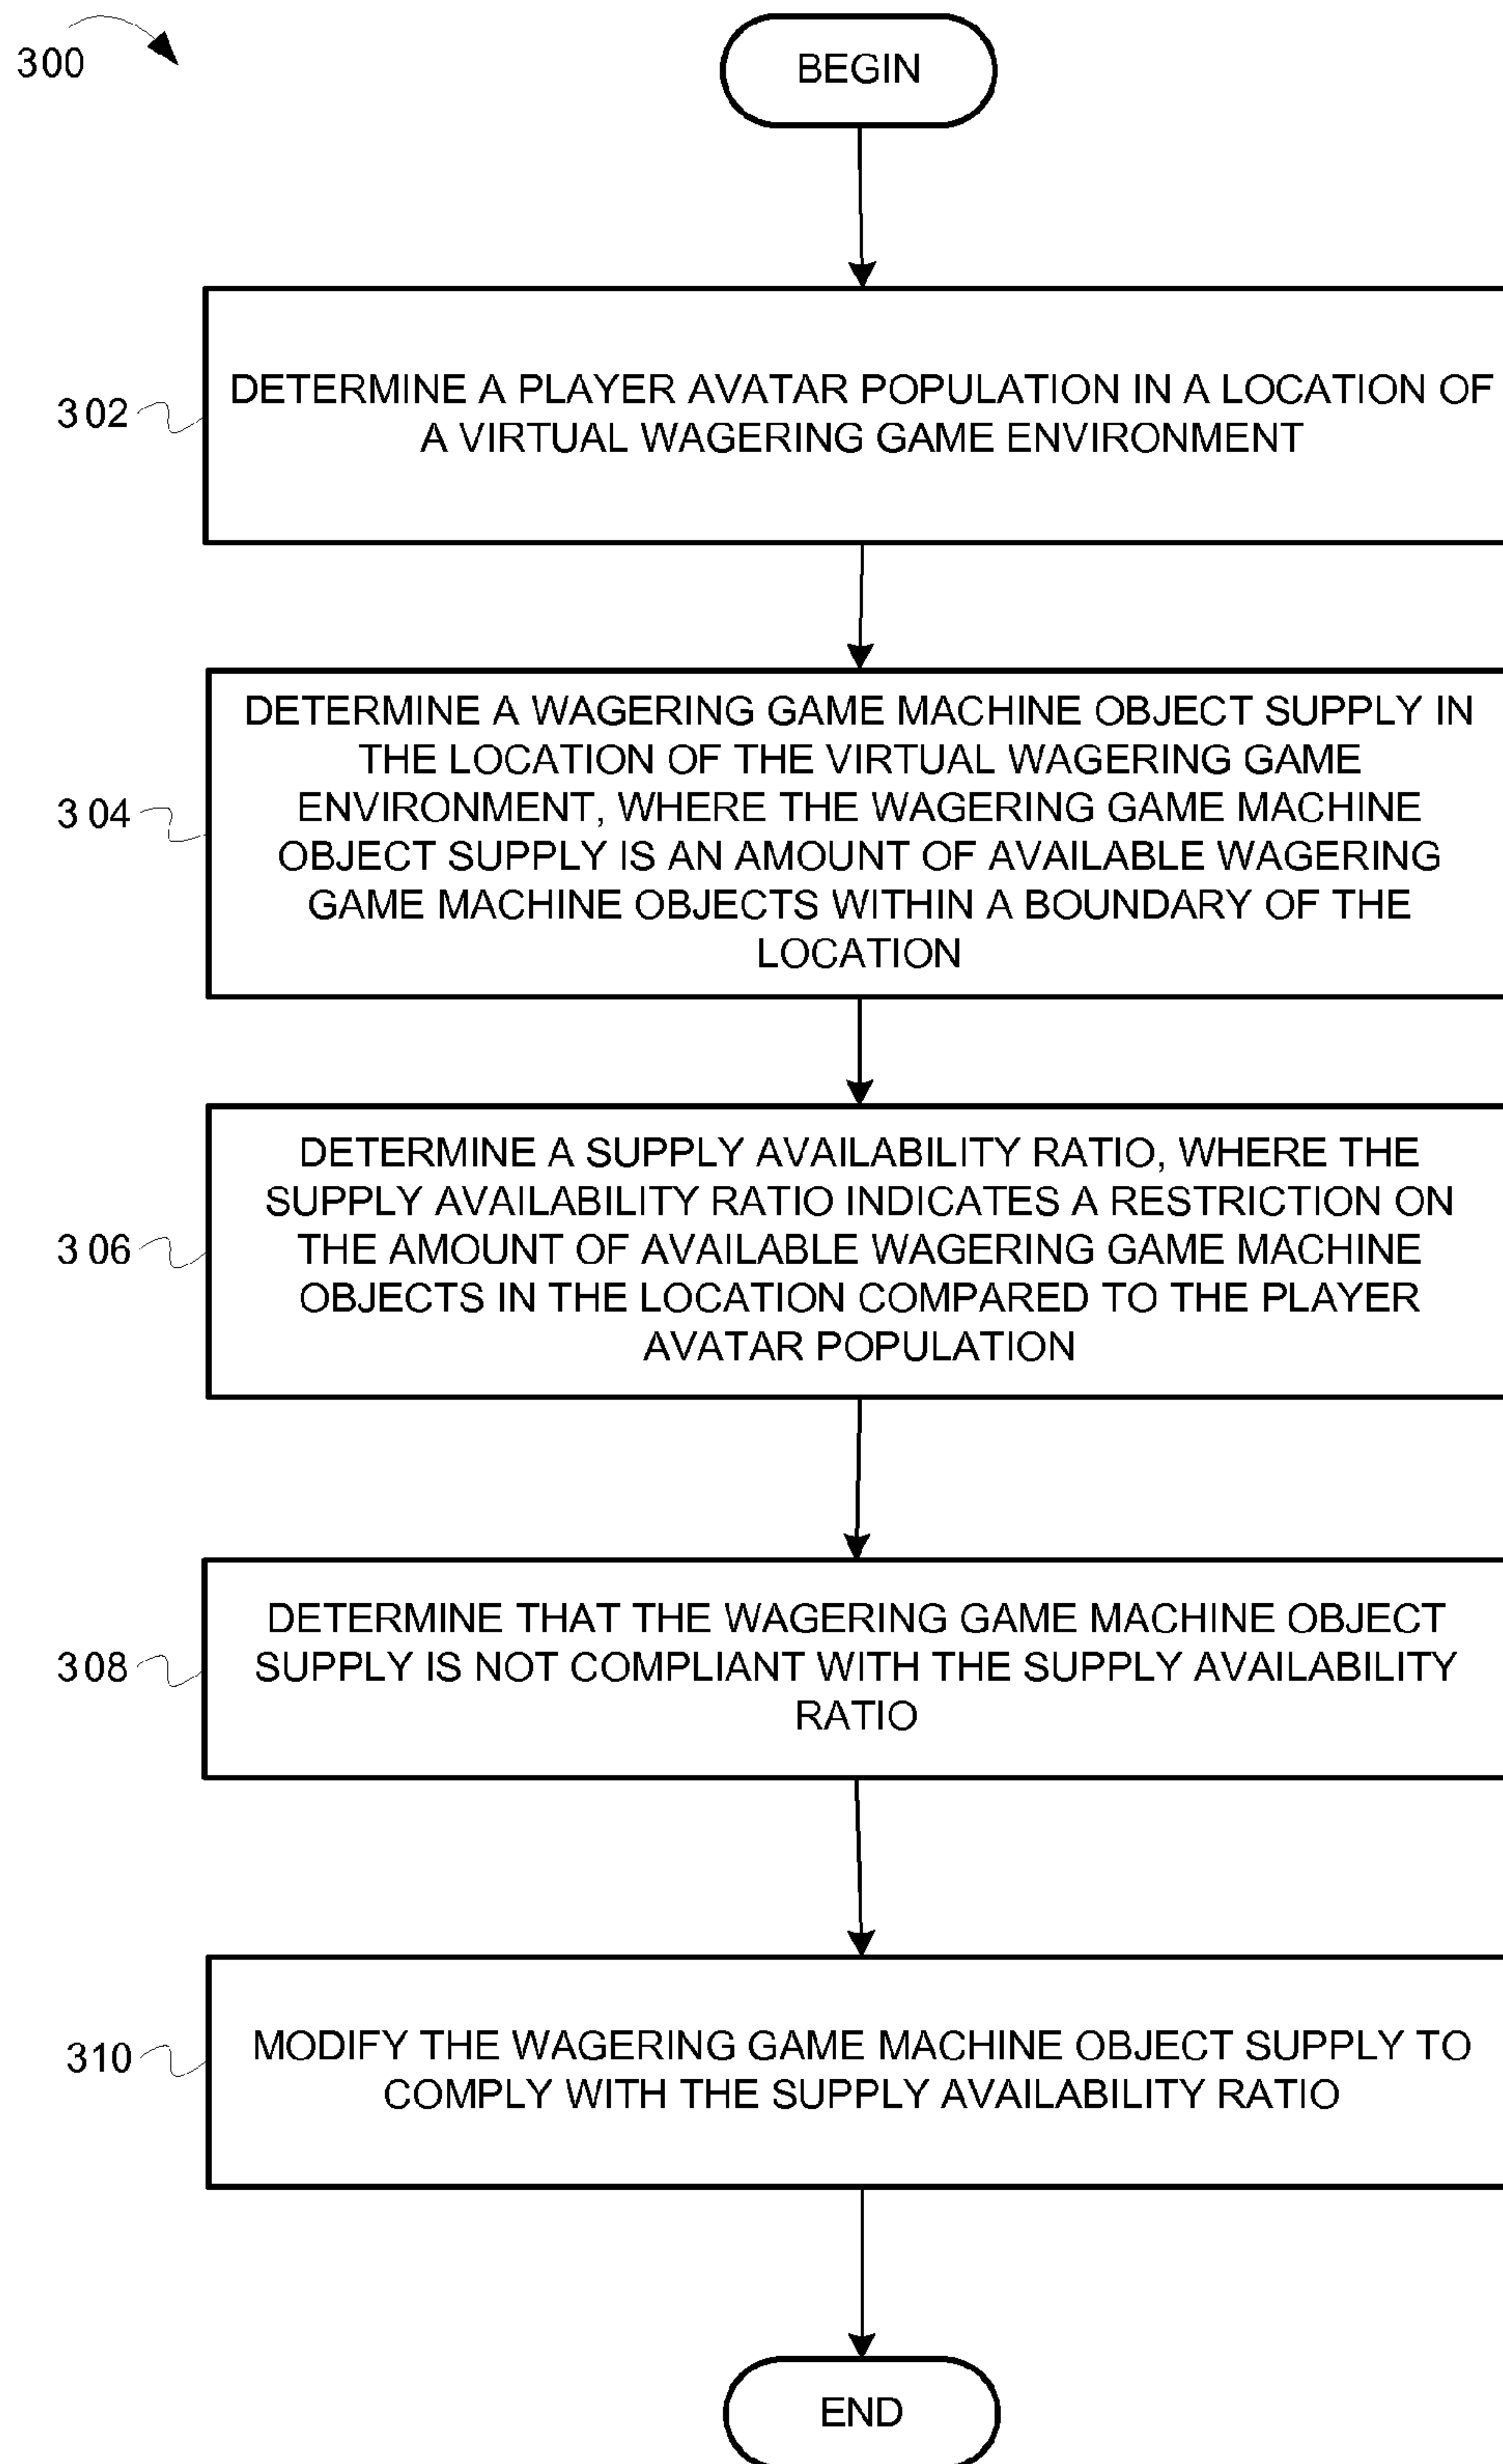 300
BEGIN
302
DETERMINE A PLAYER AVATAR POPULATION IN A LOCATION OF
A VIRTUAL WAGERING GAME ENVIRONMENT
304
DETERMINE A WAGERING GAME MACHINE OBJECT SUPPLY IN
THE LOCATION OF THE VIRTUAL WAGERING GAME
ENVIRONMENT, WHERE THE WAGERING GAME MACHINE
OBJECT SUPPLY IS AN AMOUNT OF AVAILABLE WAGERING
GAME MACHINE OBJECTS WITHIN A BOUNDARY OF THE
LOCATION
306
DETERMINE A SUPPLY AVAILABILITY RATIO, WHERE THE
SUPPLY AVAILABILITY RATIO INDICATES A RESTRICTION ON
THE AMOUNT OF AVAILABLE WAGERING GAME MACHINE
OBJECTS IN THE LOCATION COMPARED TO THE PLAYER
AVATAR POPULATION
308
DETERMINE THAT THE WAGERING GAME MACHINE OBJECT
SUPPLY IS NOT COMPLIANT WITH THE SUPPLY AVAILABILITY
RATIO
310
MODIFY THE WAGERING GAME MACHINE OBJECT SUPPLY TO
COMPLY WITH THE SUPPLY AVAILABILITY RATIO
END